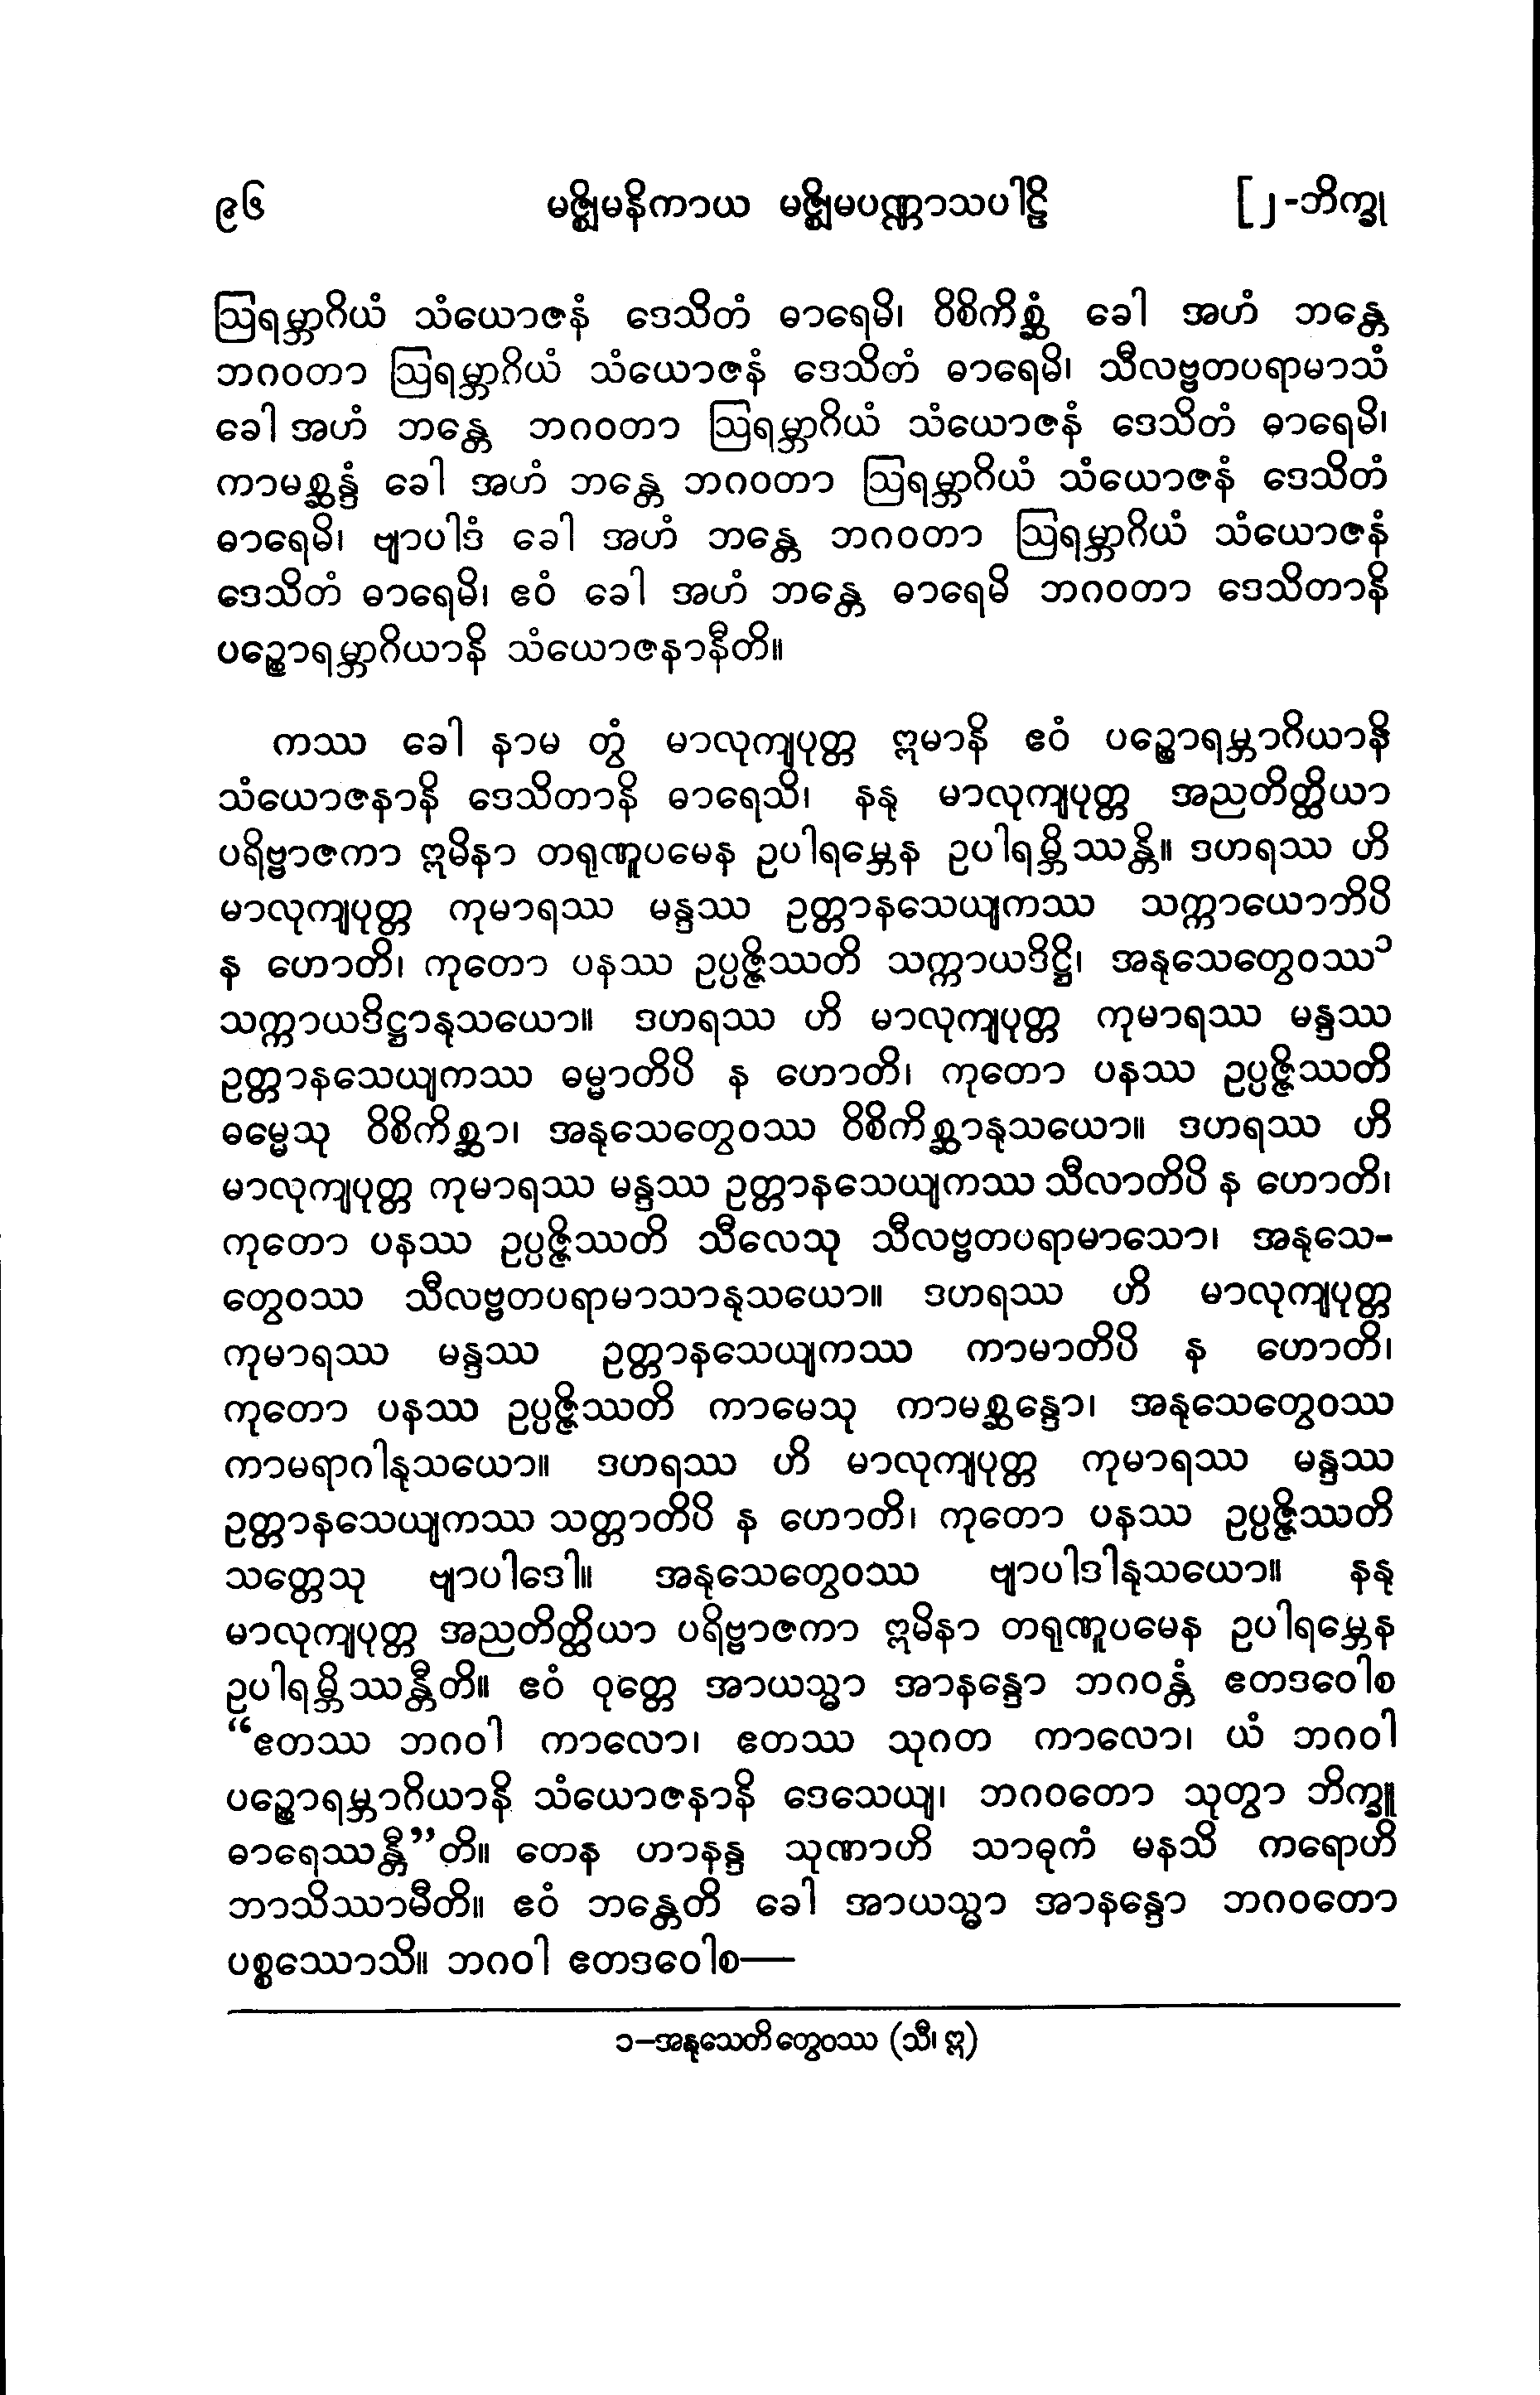 ၉၆ မဇ္ဈိမနိကာယ မဇ္ဈိမပဏ္ဏာသပါဠိ [၂-ဘိက္ခု
ဩရမ္ဘာဂိယံ သံယောဇနံ ဒေသိတံ ဓာရေမိ၊ ဝိစိကိစ္ဆံ ခေါ အဟံ ဘန္တေ
ဘဂဝတာ ဩရမ္ဘာဂိယံ သံယောဇနံ ဒေသိတံ ဓာရေမိ၊ သီလဗ္ဗတပရာမာသံ
ခေါ အဟံ ဘန္တေ ဘဂဝတာ ဩရမ္ဘာဂိယံ သံယောဇနံ ဒေသိတံ ဓာရေမိ၊
ကာမစ္ဆန္ဒံ ခေါ အဟံ ဘန္တေ ဘဂဝတာ ဩရမ္ဘာဂိယံ သံယောဇနံ ဒေသိတံ
ဓာရေမိ၊ ဗျာပါဒံ ခေါ အဟံ ဘန္တေ ဘဂဝတာ ဩရမ္ဘာဂိယံ သံယောဇနံ
ဒေသိတံ ဓာရေမိ၊ ဧဝံ ခေါ အဟံ ဘန္တေ ဓာရေမိ ဘဂဝတာ ဒေသိတာနိ
ပဉ္စောရမ္ဘာဂိယာနိ သံယောဇနာနီတိ။
ကဿ ခေါ နာမ တွံ မာလုကျပုတ္တ ဣမာနိ ဧဝံ ပဉ္စောရမ္ဘာဂိယာနိ
သံယောဇနာနိ ဒေသိတာနိ ဓာရေသိ၊ နနု မာလုကျပုတ္တ အညတိတ္ထိယာ
ပရိဗ္ဗာဇကာ ဣမိနာ တရုဏူပမေန ဥပါရမ္ဘေန ဥပါရမ္ဘိဿန္တိ။ ဒဟရဿ ဟိ
မာလုကျပုတ္တ ကုမာရဿ မန္ဒဿ ဥတ္တာနသေယျကဿ သက္ကာယောတိပိ
န ဟောတိ၊ ကုတော ပနဿ ဥပ္ပဇ္ဇိဿတိ သက္ကာယဒိဋ္ဌိ၊ အနုသေတွေဝဿ၁
သက္ကာယဒိဋ္ဌာနုသယော။ ဒဟရဿ ဟိ မာလုကျပုတ္တ ကုမာရဿ မန္ဒဿ
ဥတ္တာနသေယျကဿ ဓမ္မာတိပိ န ဟောတိ၊ ကုတော ပနဿ ဥပ္ပဇ္ဇိဿတိ
ဓမ္မေသု ဝိစိကိစ္ဆာ၊ အနုသေတွေဝဿ ဝိစိကိစ္ဆာနုသယော။ ဒဟရဿ ဟိ
မာလုကျပုတ္တ ကုမာရဿ မန္ဒဿ ဥတ္တာနသေယျကဿ သီလာတိပိ န ဟောတိ၊
ကုတော ပနဿ ဥပ္ပဇ္ဇိဿတိ သီလေသု သီလဗ္ဗတပရာမာသော၊ အနုသေ-
တွေဝဿ သီလဗ္ဗတပရာမာသာနုသယော။ ဒဟရဿ ဟိ မာလုကျပုတ္တ
ကုမာရဿ မန္ဒဿ ဥတ္တာနသေယျကဿ ကာမာတိပိ န ဟောတိ၊
ကုတော ပနဿ ဥပ္ပဇ္ဇိဿတိ ကာမေသု ကာမစ္ဆန္ဒော၊ အနုသေတွေဝဿ
ကာမရာဂါနုသယော။ ဒဟရဿ ဟိ မာလုကျပုတ္တ ကုမာရဿ မန္ဒဿ
ဥတ္တာနသေယျကဿ သတ္တာတိပိ န ဟောတိ၊ ကုတော ပနဿ ဥပ္ပဇ္ဇိဿတိ
သတ္တေသု ဗျာပါဒေါ။ အနုသေတွေဝဿ ဗျာပါဒါနုသယော။ နနု
မာလုကျပုတ္တ အညတိတ္ထိယာ ပရိဗ္ဗာဇကာ ဣမိနာ တရုဏူပမေန ဥပါရမ္ဘေန
ဥပါရမ္ဘိဿန္တီတိ။ ဧဝံ ဝုတ္တေ အာယသ္မာ အာနန္ဒော ဘဂဝန္တံ ဧတဒဝေါစ
“ဧတဿ ဘဂဝါ ကာလော၊ ဧတဿ သုဂတ ကာလော၊ ယံ ဘဂဝါ
ပဉ္စောရမ္ဘာဂိယာနိ သံယောဇနာနိ ဒေသေယျ၊ ဘဂဝတော သုတွာ ဘိက္ခူ
ဓာရေဿန္တီ”တိ။ တေန ဟာနန္ဒ သုဏာဟိ သာဓုကံ မနသိ ကရောဟိ
ဘာသိဿာမီတိ။ ဧဝံ ဘန္တေတိ ခေါ အာယသ္မာ အာနန္ဒော ဘဂဝတော
ပစ္စဿောသိ။ ဘဂဝါ ဧတဒဝေါစ—
၁–အနုသေတိ တွေဝဿ (သီ၊ ဣ)